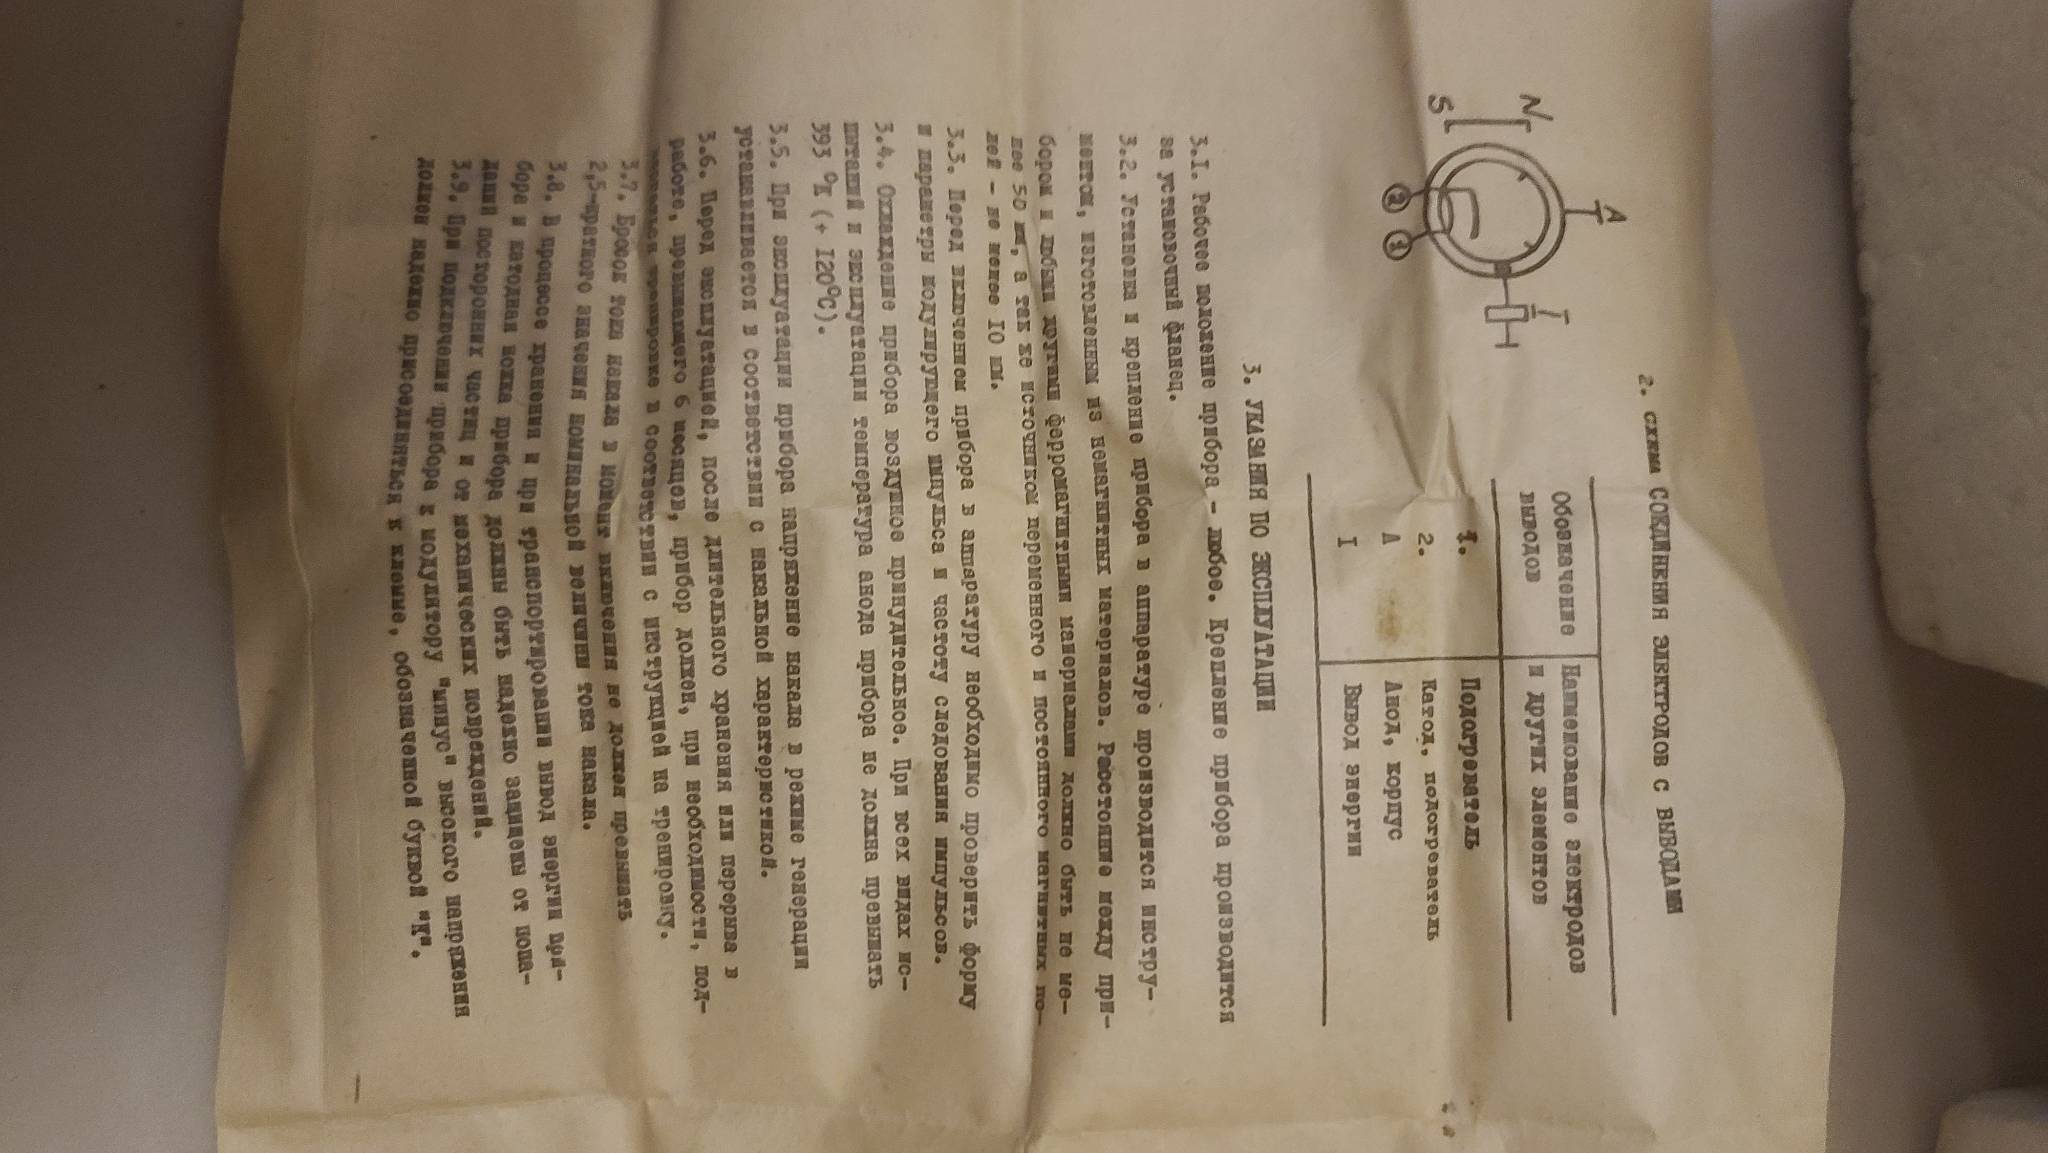 2. схема СОЕДИНЕНИЯ ЭЛЕКТРОДОВ С ВЫВОДАМИ
N
S
A
I
2
1
Обозначение Наименование электродов
выводов и других элементов
1. Подогреватель
2. Катод, подогреватель
А Анод, корпус
I Вывод энергии
3. УКАЗАНИЯ ПО ЭКСПЛУАТАЦИИ
3.I. Рабочее положение прибора - любое. Крепление прибора производится
за установочный фланец.
3.2. Установка и крепление прибора в аппаратуре производится инстру-
ментом, изготовленным из немагнитных материалов. Расстояние между при-
бором и любыми другими ферромагнитными материалами должно быть не ме-
нее 50 мм, а так же источником переменного и постоянного магнитных по-
лей - не менее IO мм.
3.3. Перед включением прибора в аппаратуру необходимо проверить форму
и параметры модулирующего импульса и частоту следования импульсов.
3.4. Охлаждение прибора воздушное принудительное. При всех видах ис-
пытаний и эксплуатации температура анода прибора не должна превышать
393 °К (+ I20°С).
3.5. При эксплуатации прибора напряжение накала в режиме генерации
устанавливается в соответствии с накальной характеристикой.
3.6. Перед эксплуатацией, после длительного хранения или перерыва в
работе, превышающего 6 месяцев, прибор должен, при необходимости, под-
тренировке в соответствии с инструкцией на тренировку.
3.7. Бросок тока накала в момент включения не должен превышать
2,5-кратного значения номинальной величины тока накала.
3.8. В процессе хранения и при транспортировании вывод энергии при-
бора и катодная ножка прибора должны быть надежно защищены от попа-
даний посторонних частиц и от механических повреждений.
3.9. При подключении прибора к модулятору "минус" высокого напряжения
должен надежно присоединяться к клемме, обозначенной буквой "К".